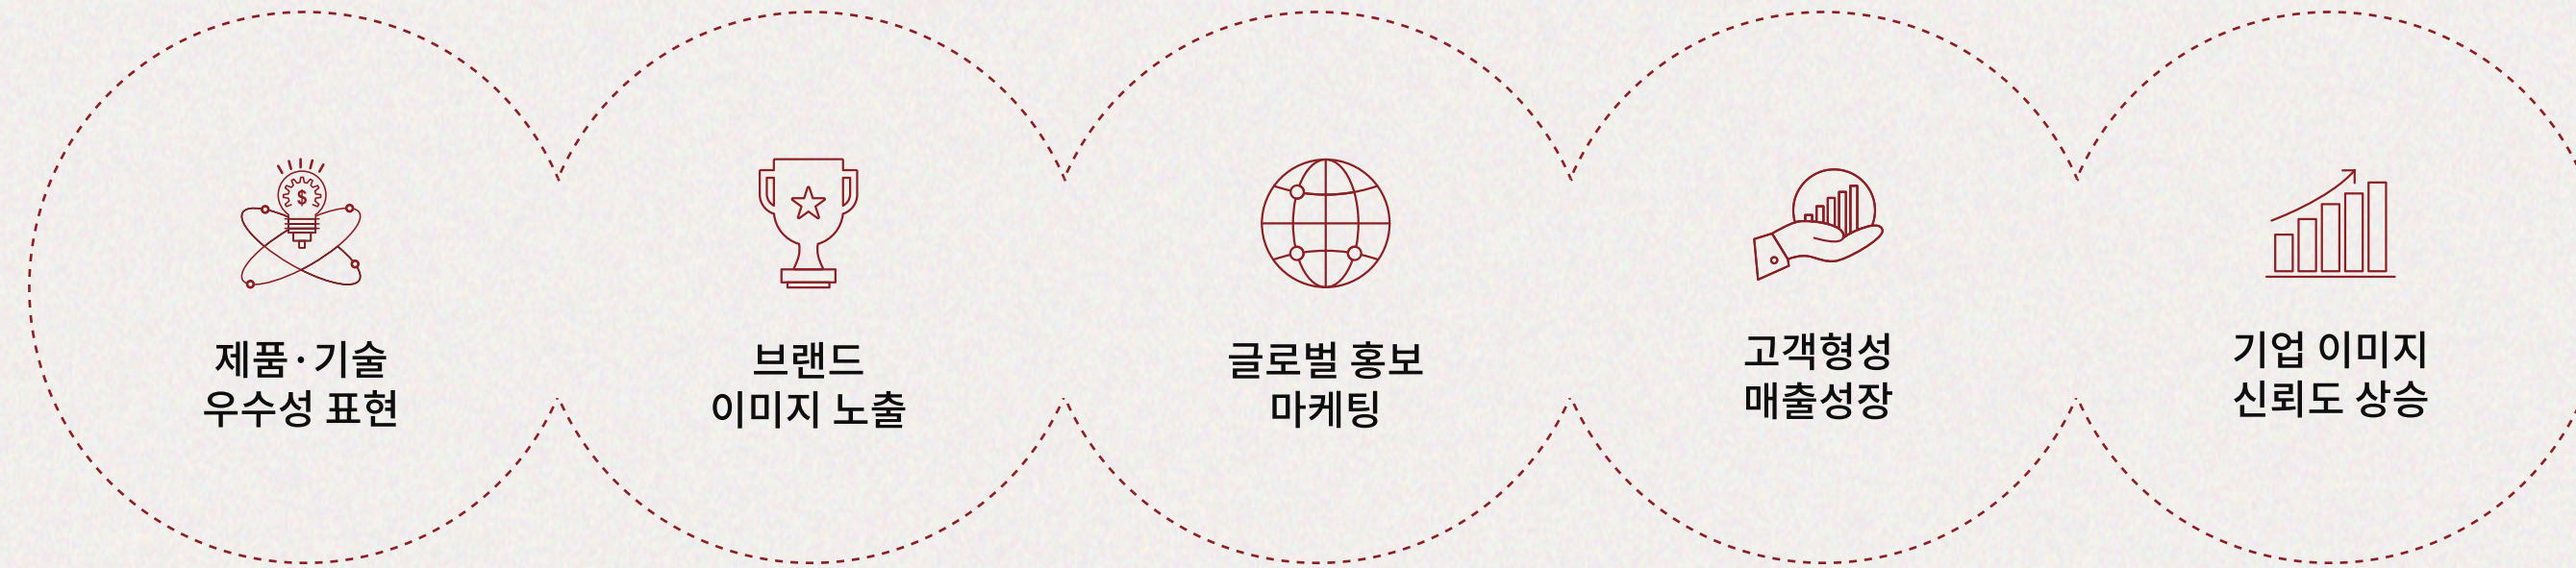 $
제품·기술
우수성 표현
브랜드
이미지 노출
글로벌 홍보
마케팅
고객형성
매출성장
기업 이미지
신뢰도 상승